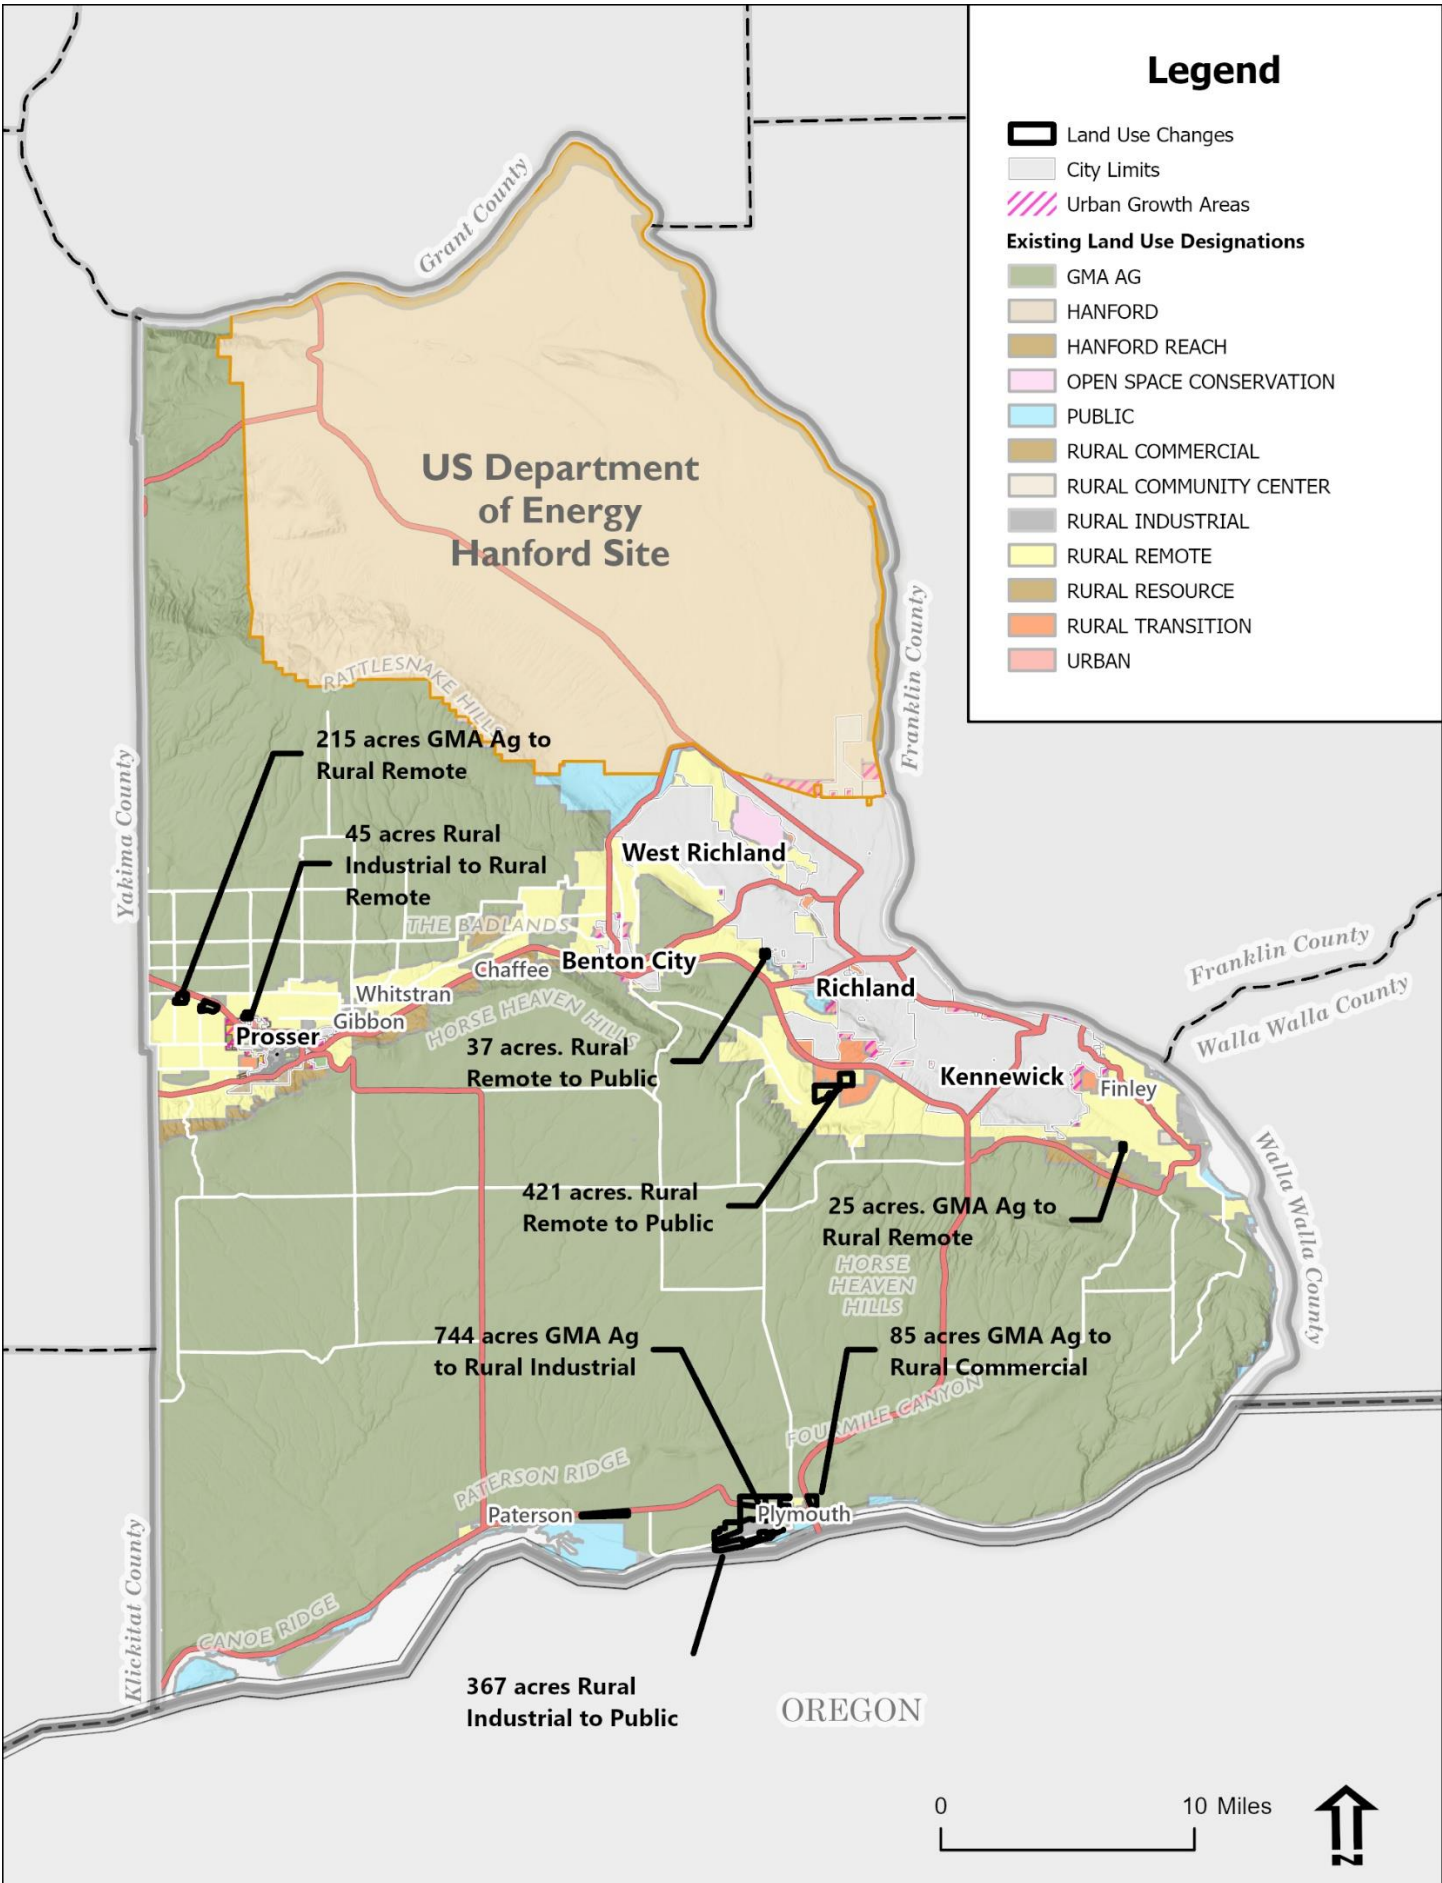 Legend
Land Use Changes
City Limits
Urban Growth Areas
Existing Land Use Designations
GMA AG
HANFORD
HANFORD REACH
OPEN SPACE CONSERVATION
PUBLIC
RURAL COMMERCIAL
RURAL COMMUNITY CENTER
RURAL INDUSTRIAL
RURAL REMOTE
RURAL RESOURCE
RURAL TRANSITION
URBAN
Grant County
US Department
of Energy
Hanford Site
Franklin County
RATTLESNAKE HILLS
215 acres GMA Ag to
Rural Remote
Yakima County
45 acres Rural
Industrial to Rural
Remote
West Richland
THE BADLANDS
Chaffee
Benton City
Whitstran
Gibbon
Prosser
HORSE HEAVEN HILLS
Richland
Franklin County
Walla Walla County
37 acres. Rural
Remote to Public
Kennewick
Finley
421 acres. Rural
Remote to Public
25 acres. GMA Ag to
Rural Remote
Walla Walla County
HORSE
HEAVEN
HILLS
744 acres GMA Ag
to Rural Industrial
85 acres GMA Ag to
Rural Commercial
FOURMILE CANYON
PATERSON RIDGE
Paterson
Plymouth
Klickitat County
CANOE RIDGE
367 acres Rural
Industrial to Public
OREGON
0 10 Miles
N